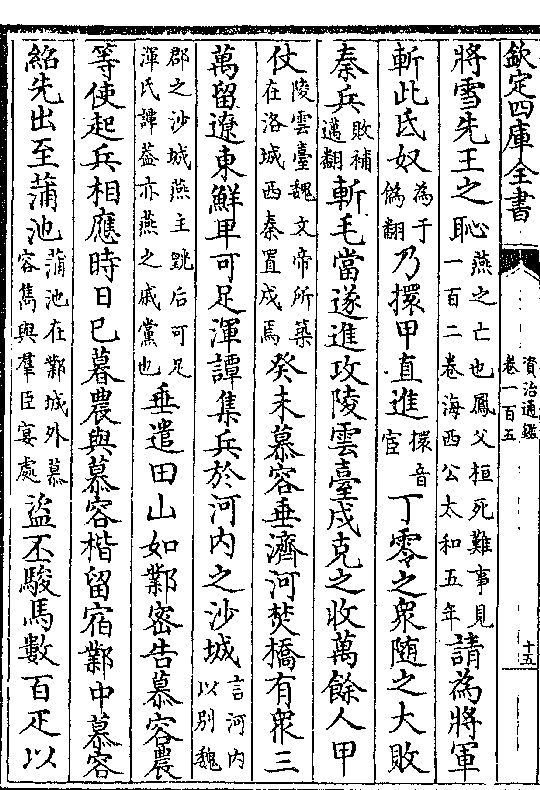 欽定四庫全書 資治通鑑 卷一百五 十五
將雪先王之恥燕之亡也鳳父桓死難事見一百二卷海西公太和五年請為將軍
斬此氐奴為于偽翻乃擐甲直進擐音宦丁零之衆随之大敗
秦兵敗補邁翻斬毛當遂進攻陵雲臺戍克之收萬餘人甲
仗陵雲臺魏文帝所築在洛城西秦置戍焉癸未慕容垂濟河焚橋有衆三
萬留遼東鮮卑可足渾譚集兵於河內之沙城言河内以别魏
郡之沙城燕主跳后可足渾氏譚葢亦燕之戚黨也垂遣田山如鄴密告慕容農
等使起兵相應時日已暮農與慕容楷留宿鄴中慕容
紹先出至蒲池蒲池在鄴城外慕容雋與羣臣宴處盜丕駿馬數百疋以